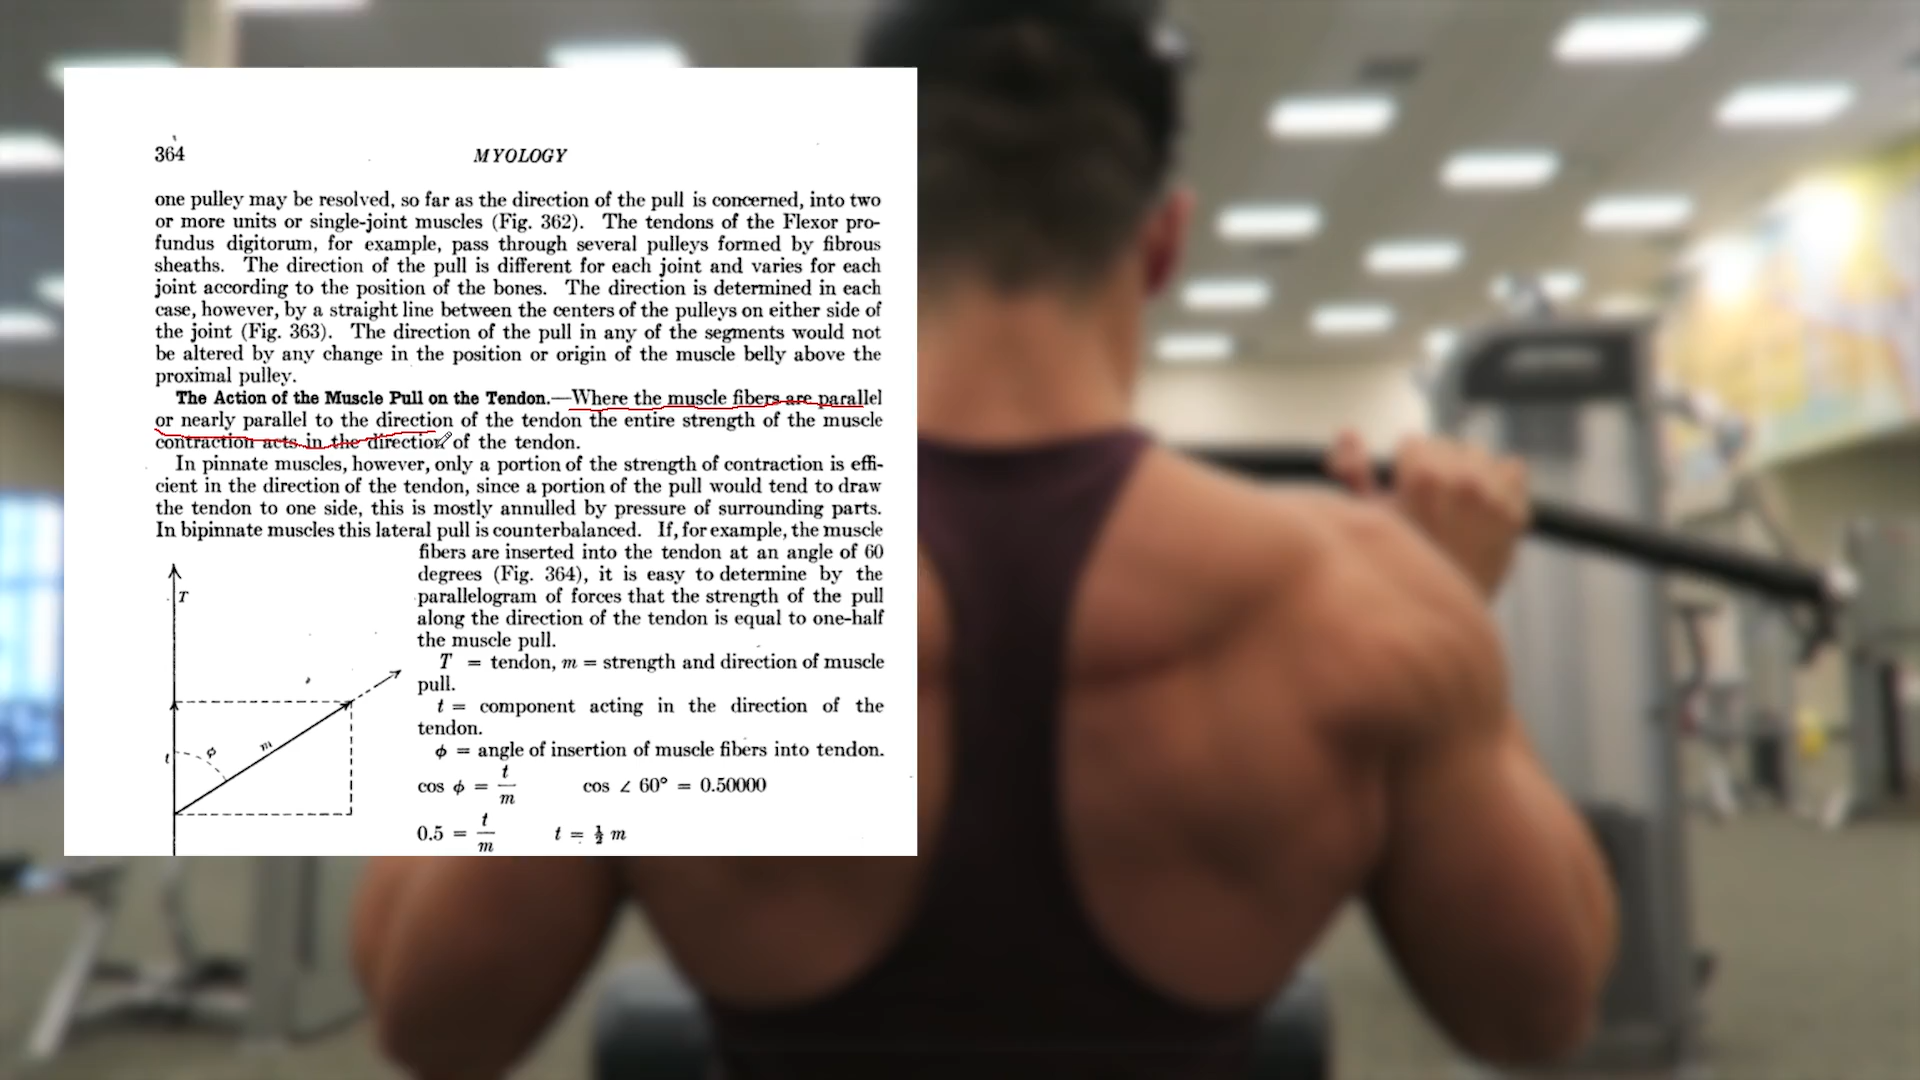 364
MYOLOGY
one pulley may be resolved, so far as the direction of the pull is concerned, into two
or more units or single-joint muscles (Fig. 362). The tendons of the Flexor pro-
fundus digitorum, for example, pass through several pulleys formed by fibrous
sheaths. The direction of the pull is different for each joint and varies for each
joint according to the position of the bones. The direction is determined in each
case, however, by a straight line between the centers of the pulleys on either side of
the joint (Fig. 363). The direction of the pull in any of the segments would not
be altered by any change in the position or origin of the muscle belly above the
proximal pulley.
The Action of the Muscle Pull on the Tendon.—Where the muscle fibers are parallel
or nearly parallel to the direction of the tendon the entire strength of the muscle
contraction acts in the direction of the tendon.
In pinnate muscles, however, only a portion of the strength of contraction is effi-
cient in the direction of the tendon, since a portion of the pull would tend to draw
the tendon to one side, this is mostly annulled by pressure of surrounding parts.
In bipinnate muscles this lateral pull is counterbalanced. If, for example, the muscle
fibers are inserted into the tendon at an angle of 60
degrees (Fig. 364), it is easy to determine by the
parallelogram of forces that the strength of the pull
along the direction of the tendon is equal to one-half
the muscle pull.
T = tendon, m = strength and direction of muscle
pull.
t = component acting in the direction of the
tendon.
ϕ = angle of insertion of muscle fibers into tendon.
cos ϕ = t/m cos ∠ 60° = 0.50000
0.5 = t/m t = ½ m
T
t
ϕ
m